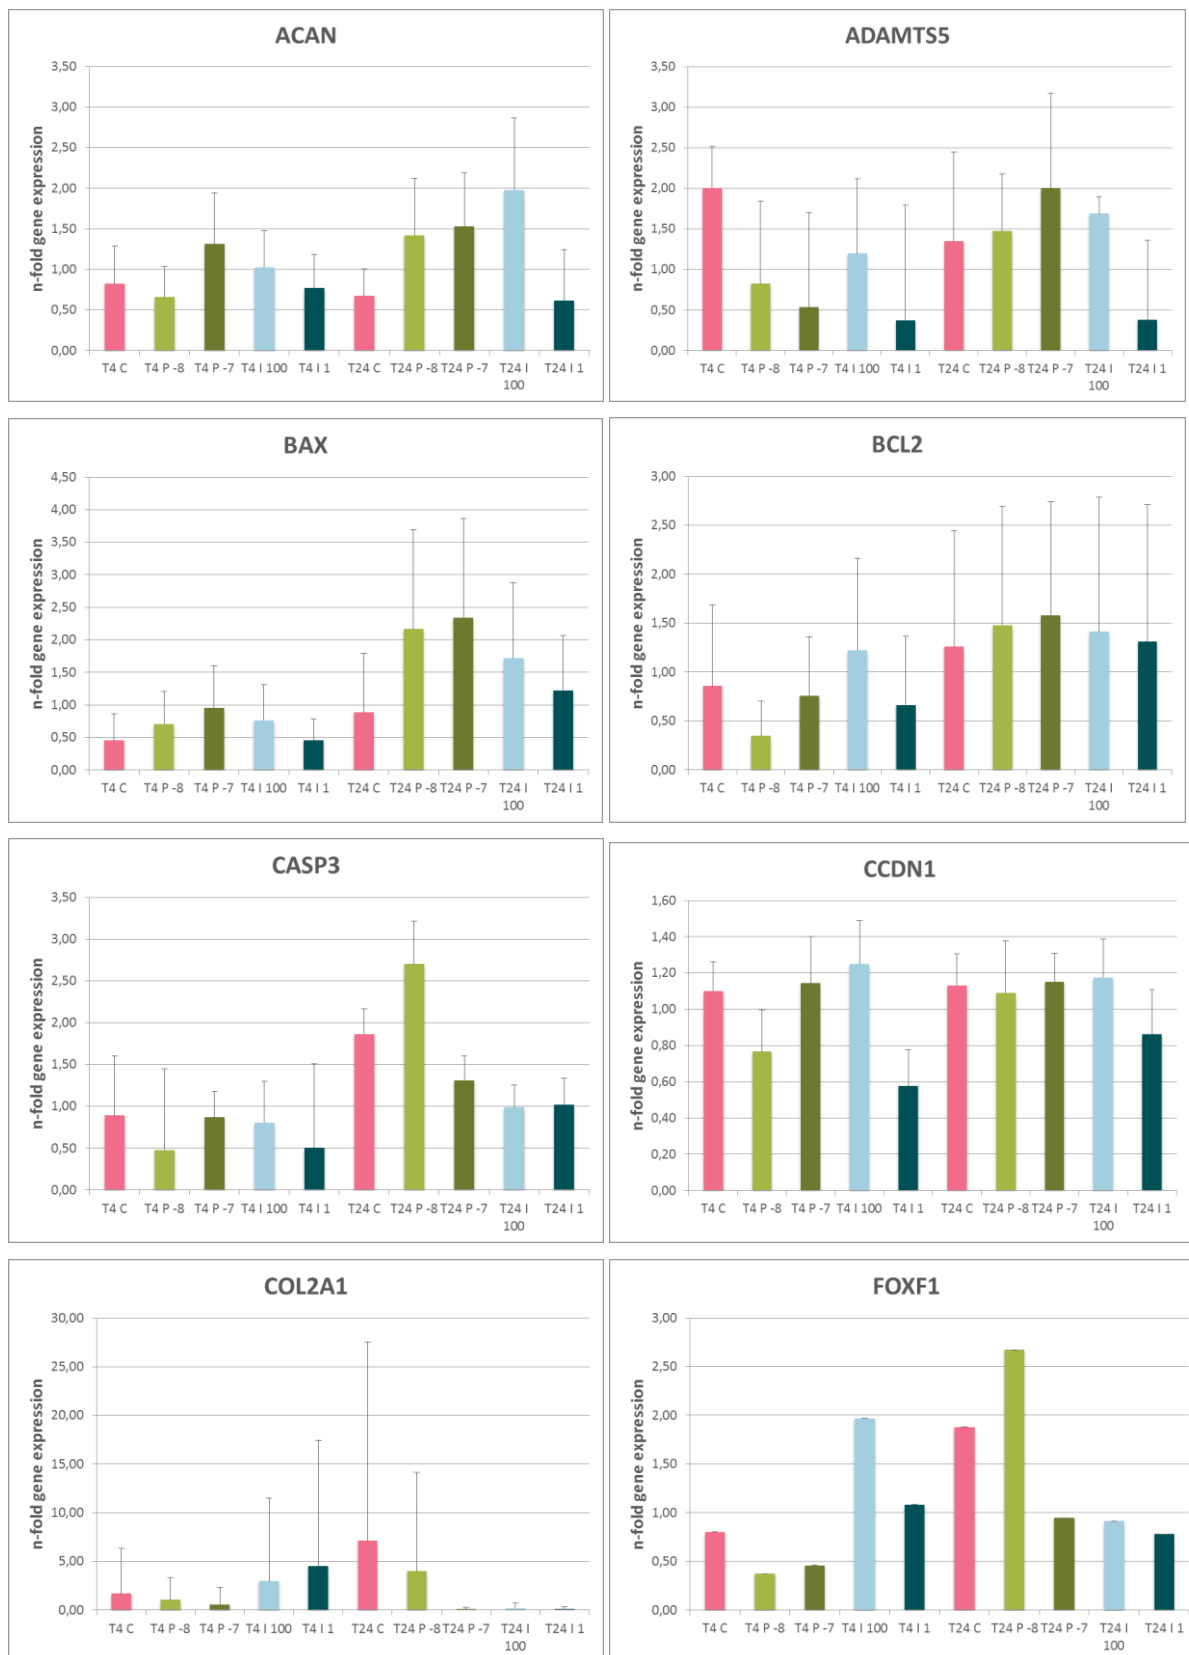 ACAN
n-fold gene expression
3,50
3,00
2,50
2,00
1,50
1,00
0,50
0,00
T4 C T4 P -8 T4 P -7 T4 I 100 T4 I 1 T24 C T24 P -8 T24 P -7 T24 I 100 T24 I 1
ADAMTS5
n-fold gene expression
3,50
3,00
2,50
2,00
1,50
1,00
0,50
0,00
T4 C T4 P -8 T4 P -7 T4 I 100 T4 I 1 T24 C T24 P -8 T24 P -7 T24 I 100 T24 I 1
BAX
n-fold gene expression
4,50
4,00
3,50
3,00
2,50
2,00
1,50
1,00
0,50
0,00
T4 C T4 P -8 T4 P -7 T4 I 100 T4 I 1 T24 C T24 P -8 T24 P -7 T24 I 100 T24 I 1
BCL2
n-fold gene expression
3,00
2,50
2,00
1,50
1,00
0,50
0,00
T4 C T4 P -8 T4 P -7 T4 I 100 T4 I 1 T24 C T24 P -8 T24 P -7 T24 I 100 T24 I 1
CASP3
n-fold gene expression
3,50
3,00
2,50
2,00
1,50
1,00
0,50
0,00
T4 C T4 P -8 T4 P -7 T4 I 100 T4 I 1 T24 C T24 P -8 T24 P -7 T24 I 100 T24 I 1
CCDN1
n-fold gene expression
1,60
1,40
1,20
1,00
0,80
0,60
0,40
0,20
0,00
T4 C T4 P -8 T4 P -7 T4 I 100 T4 I 1 T24 C T24 P -8 T24 P -7 T24 I 100 T24 I 1
COL2A1
n-fold gene expression
30,00
25,00
20,00
15,00
10,00
5,00
0,00
T4 C T4 P -8 T4 P -7 T4 I 100 T4 I 1 T24 C T24 P -8 T24 P -7 T24 I 100 T24 I 1
FOXF1
n-fold gene expression
3,00
2,50
2,00
1,50
1,00
0,50
0,00
T4 C T4 P -8 T4 P -7 T4 I 100 T4 I 1 T24 C T24 P -8 T24 P -7 T24 I 100 T24 I 1